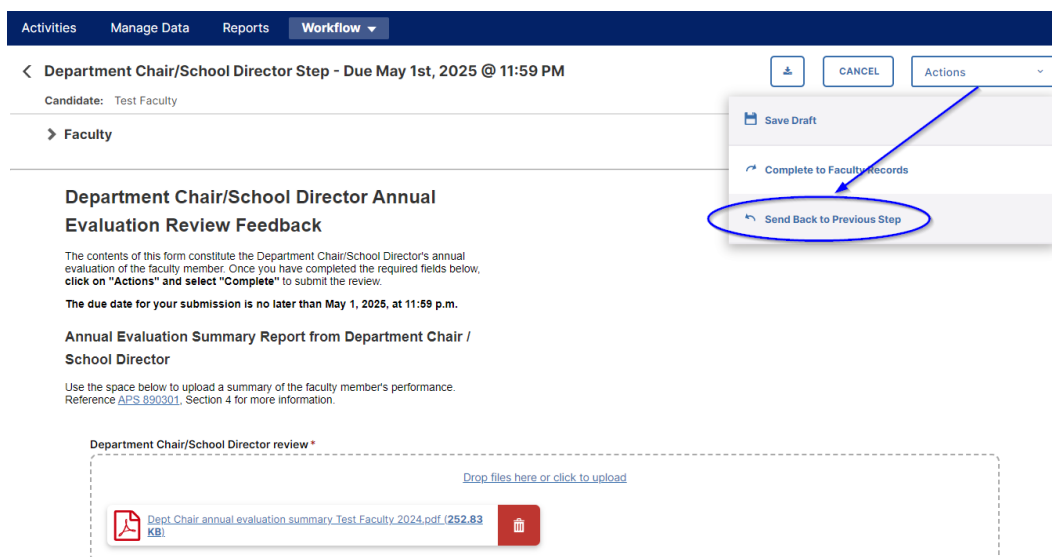 Activities Manage Data Reports Workflow
Department Chair/School Director Step - Due May 1st, 2025 @ 11:59 PM
CANCEL
Actions
Candidate: Test Faculty
Save Draft
Faculty
Complete to Faculty Records
Send Back to Previous Step
Department Chair/School Director Annual
Evaluation Review Feedback
The contents of this form constitute the Department Chair/School Director's annual
evaluation of the faculty member. Once you have completed the required fields below,
click on "Actions" and select "Complete" to submit the review.
The due date for your submission is no later than May 1, 2025, at 11:59 p.m.
Annual Evaluation Summary Report from Department Chair /
School Director
Use the space below to upload a summary of the faculty member's performance.
Reference APS 890301, Section 4 for more information.
Department Chair/School Director review *
Drop files here or click to upload
Dept Chair annual evaluation summary Test Faculty 2024.pdf (252.83
KB)